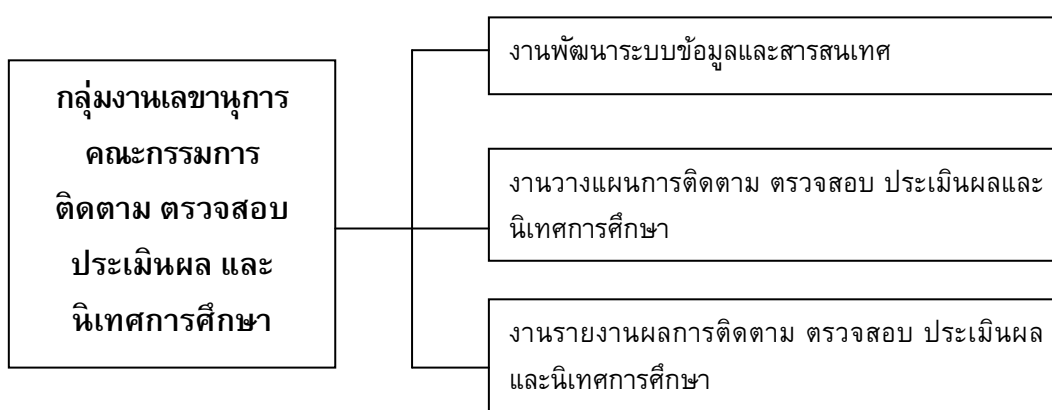 กลุ่มงานเลขานุการ
คณะกรรมการ
ติดตาม ตรวจสอบ
ประเมินผล และ
นิเทศการศึกษา
งานพัฒนาระบบข้อมูลและสารสนเทศ
งานวางแผนการติดตาม ตรวจสอบ ประเมินผลและ
นิเทศการศึกษา
งานรายงานผลการติดตาม ตรวจสอบ ประเมินผล
และนิเทศการศึกษา